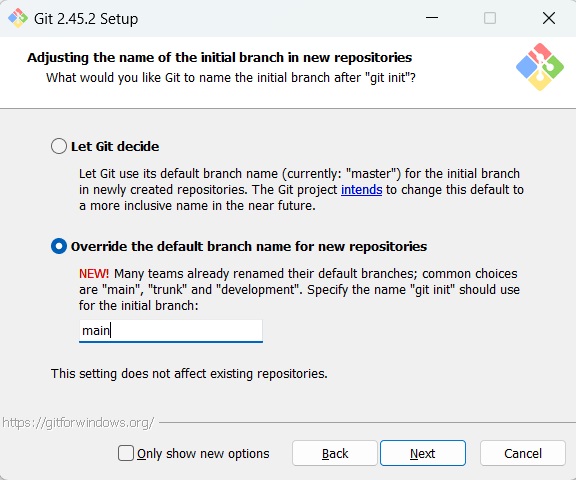 Git 2.45.2 Setup
Adjusting the name of the initial branch in new repositories
What would you like Git to name the initial branch after "git init"?
Let Git decide
Let Git use its default branch name (currently: "master") for the initial branch
in newly created repositories. The Git project intends to change this default to
a more inclusive name in the near future.
Override the default branch name for new repositories
NEW! Many teams already renamed their default branches; common choices
are "main", "trunk" and "development". Specify the name "git init" should use
for the initial branch:
main
This setting does not affect existing repositories.
https://gitforwindows.org/
Only show new options
Back
Next
Cancel